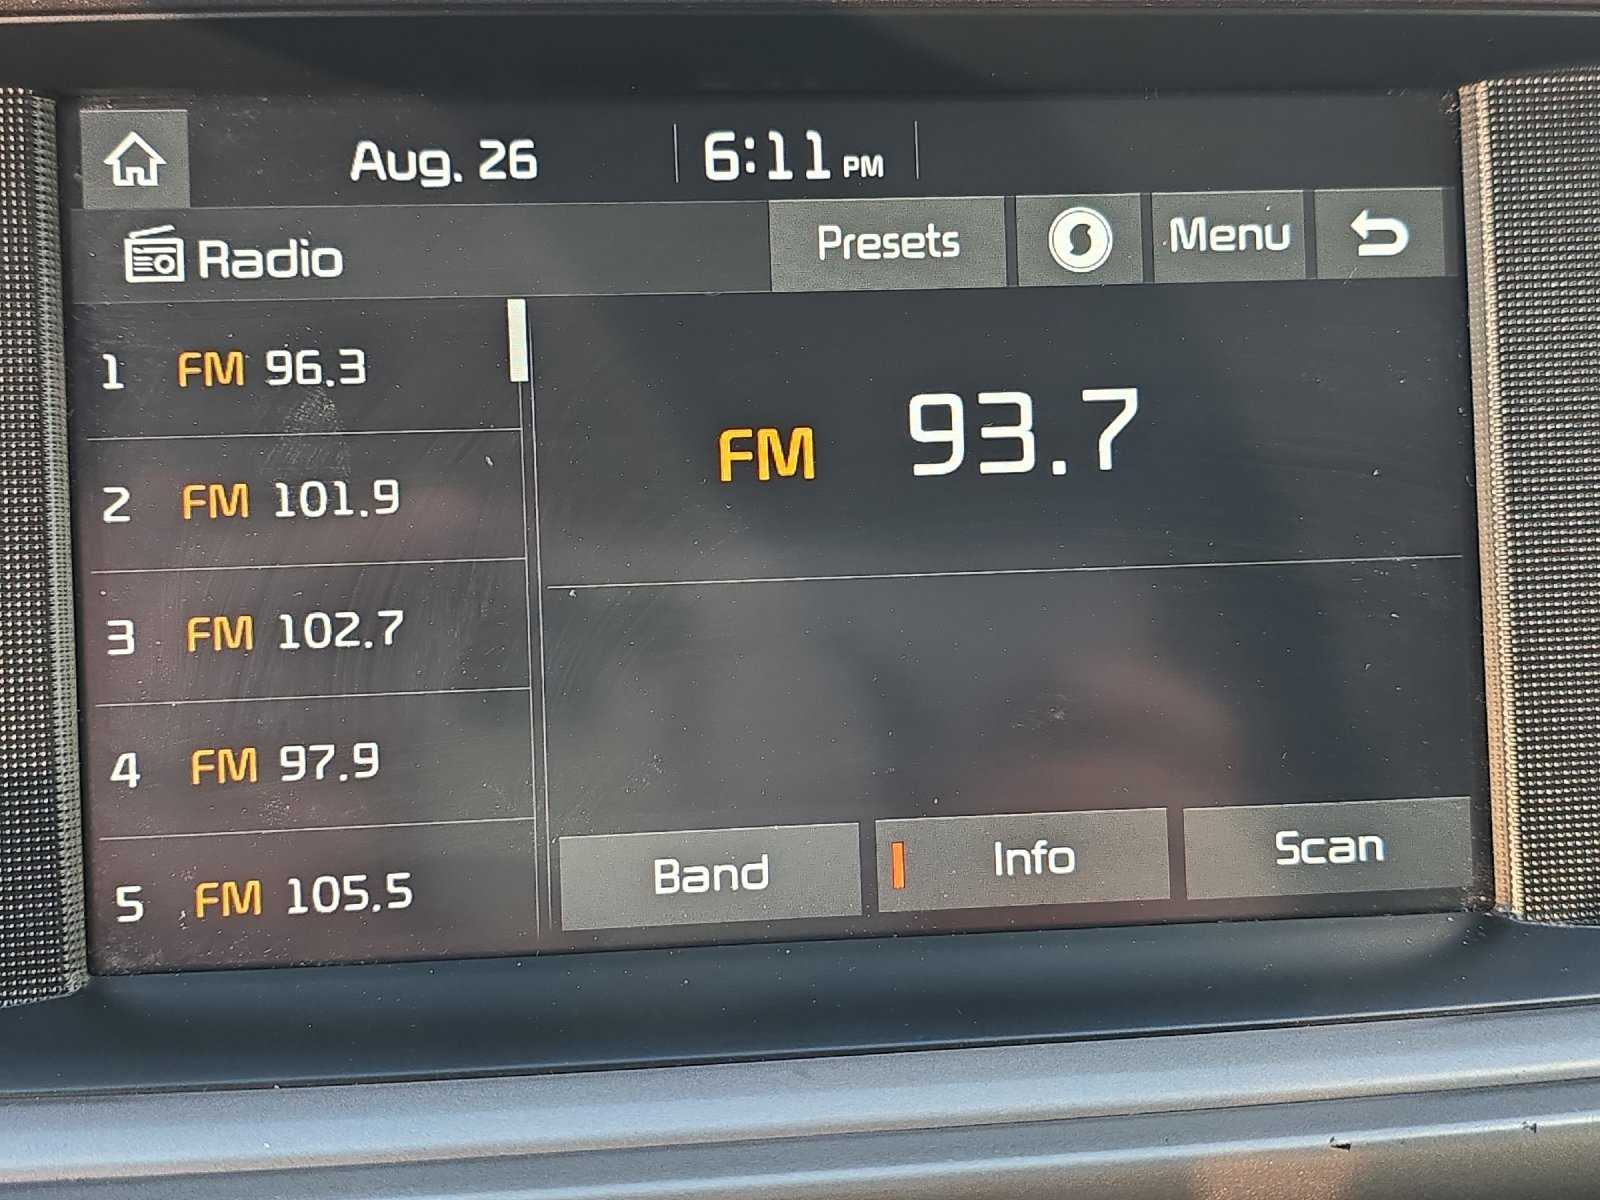 Aug. 26 6:11 PM
Radio Presets Menu
1 FM 96.3
2 FM 101.9
3 FM 102.7
4 FM 97.9
5 FM 105.5
FM 93.7
Band Info Scan